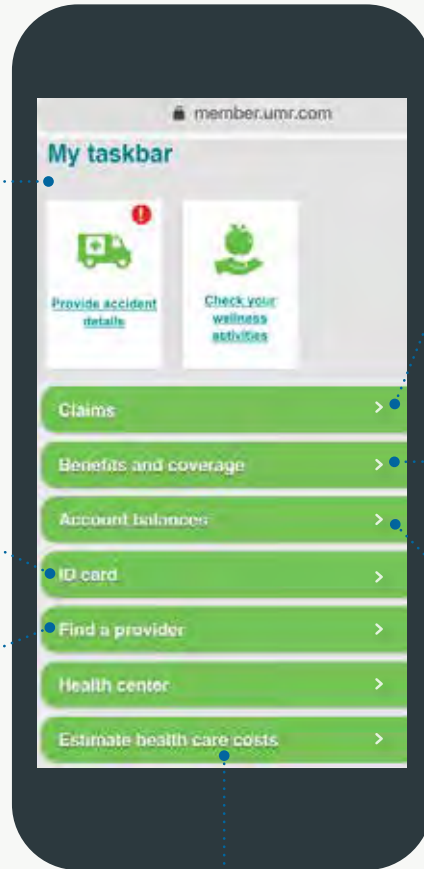 member.umr.com
My taskbar
!
Provide accident
details
Check your
wellness
activities
Claims
Benefits and coverage
Account balances
ID card
Find a provider
Health center
Estimate health care costs